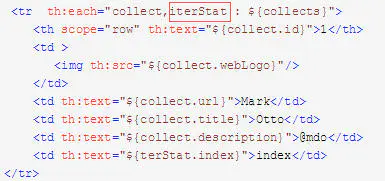 <tr  th:each="collect,iterStat : ${collects}">
<th scope="row" th:text="${collect.id}">1</th>
<td >
<img th:src="${collect.webLogo}"/>
</td>
<td th:text="${collect.url}">Mark</td>
<td th:text="${collect.title}">Otto</td>
<td th:text="${collect.description}">@mdo</td>
<td th:text="${terStat.index}">index</td>
</tr>